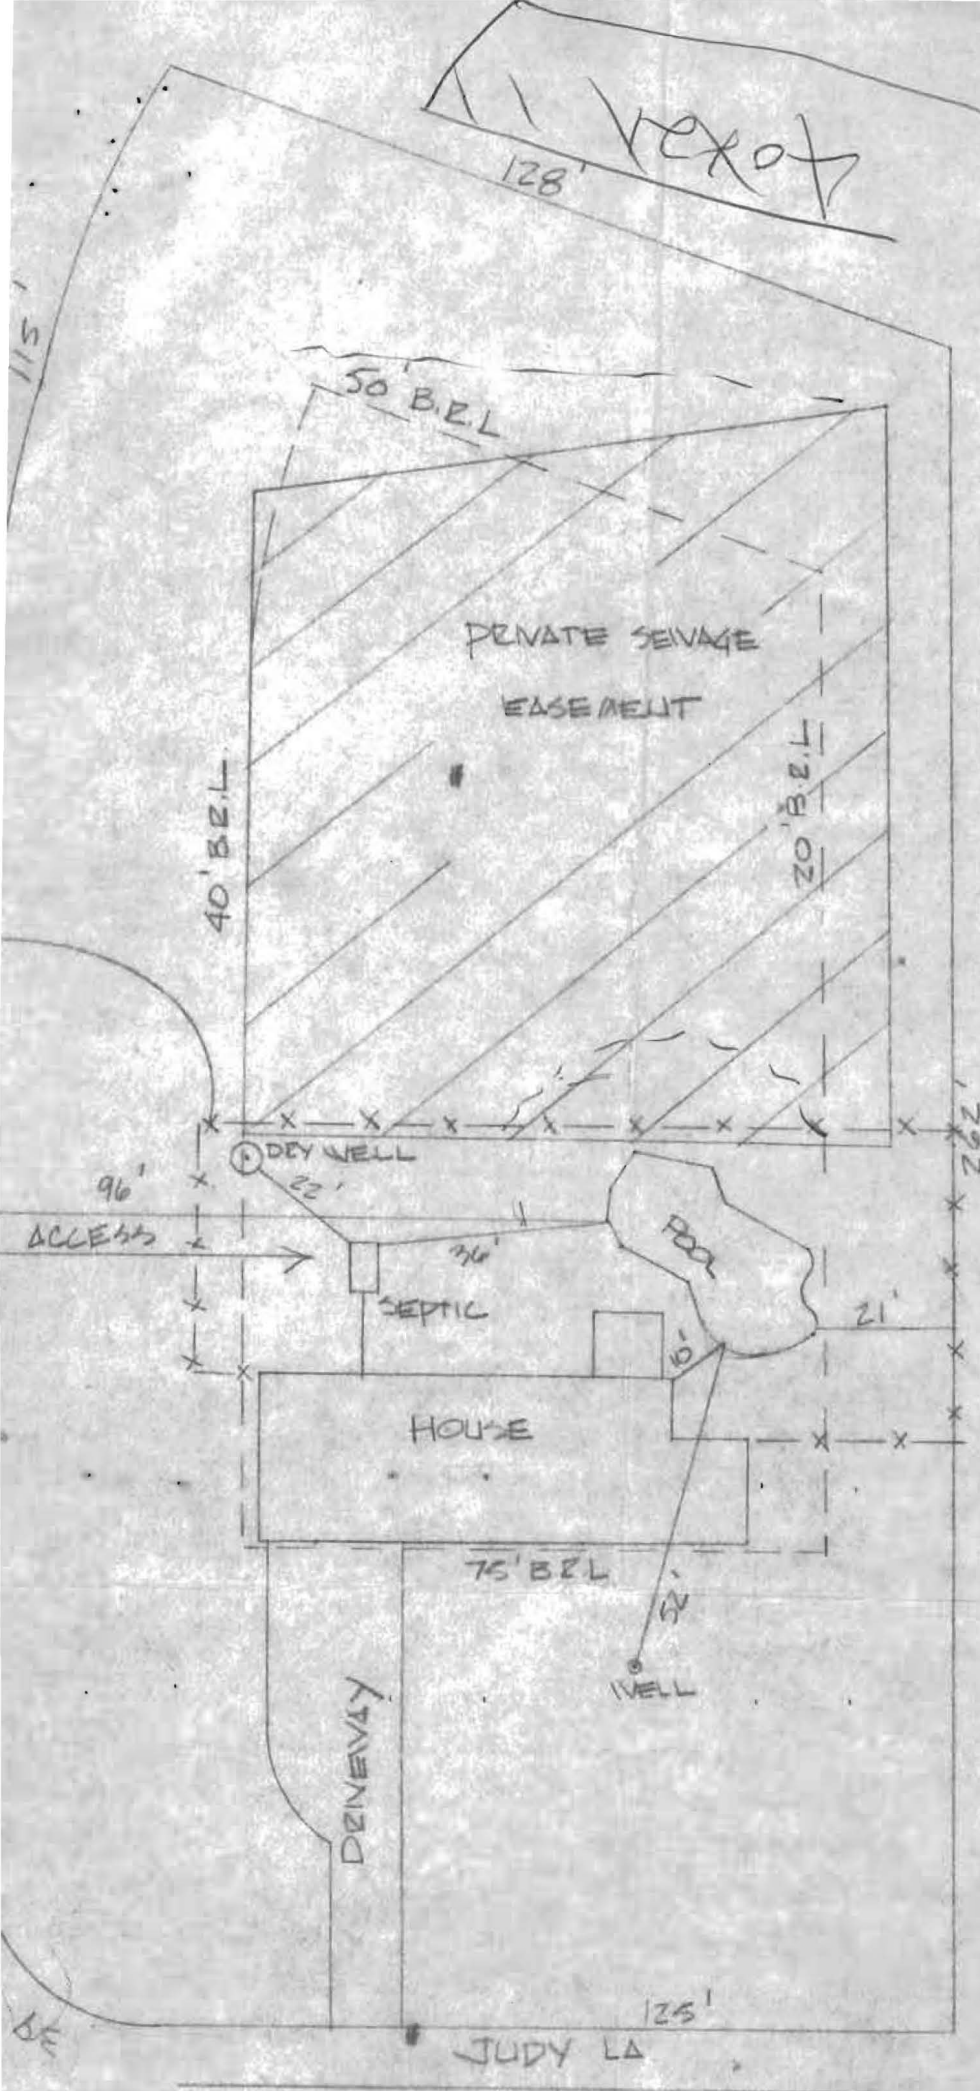 128'
115'
50' B.R.L
PRIVATE SEWAGE
EASEMENT
40' B.R.L
20' B.R.L
DRY WELL
22'
96'
ACCESS
36'
POOL
SEPTIC
21'
10'
HOUSE
75' B R L
52'
WELL
DRIVEWAY
125'
JUDY LA